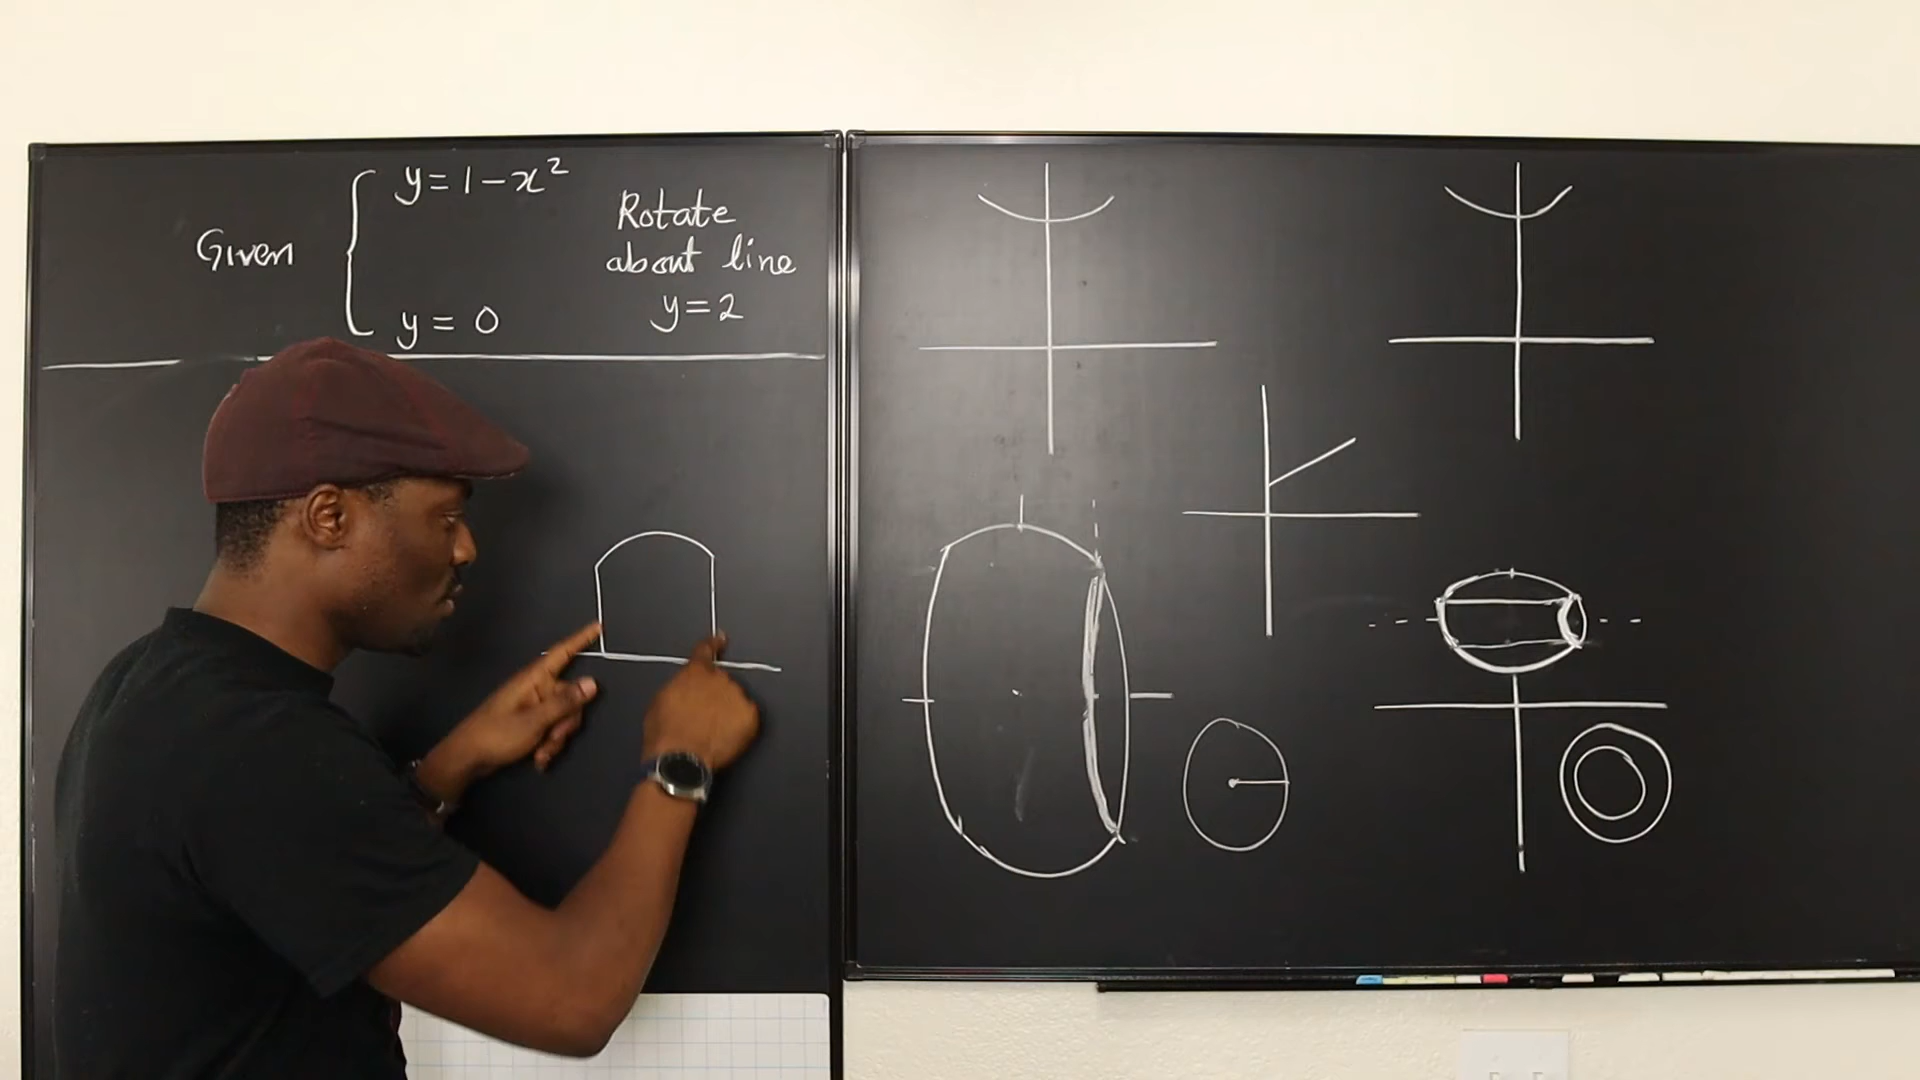 Given
y = 1 - x²
y = 0
Rotate
about line
y = 2